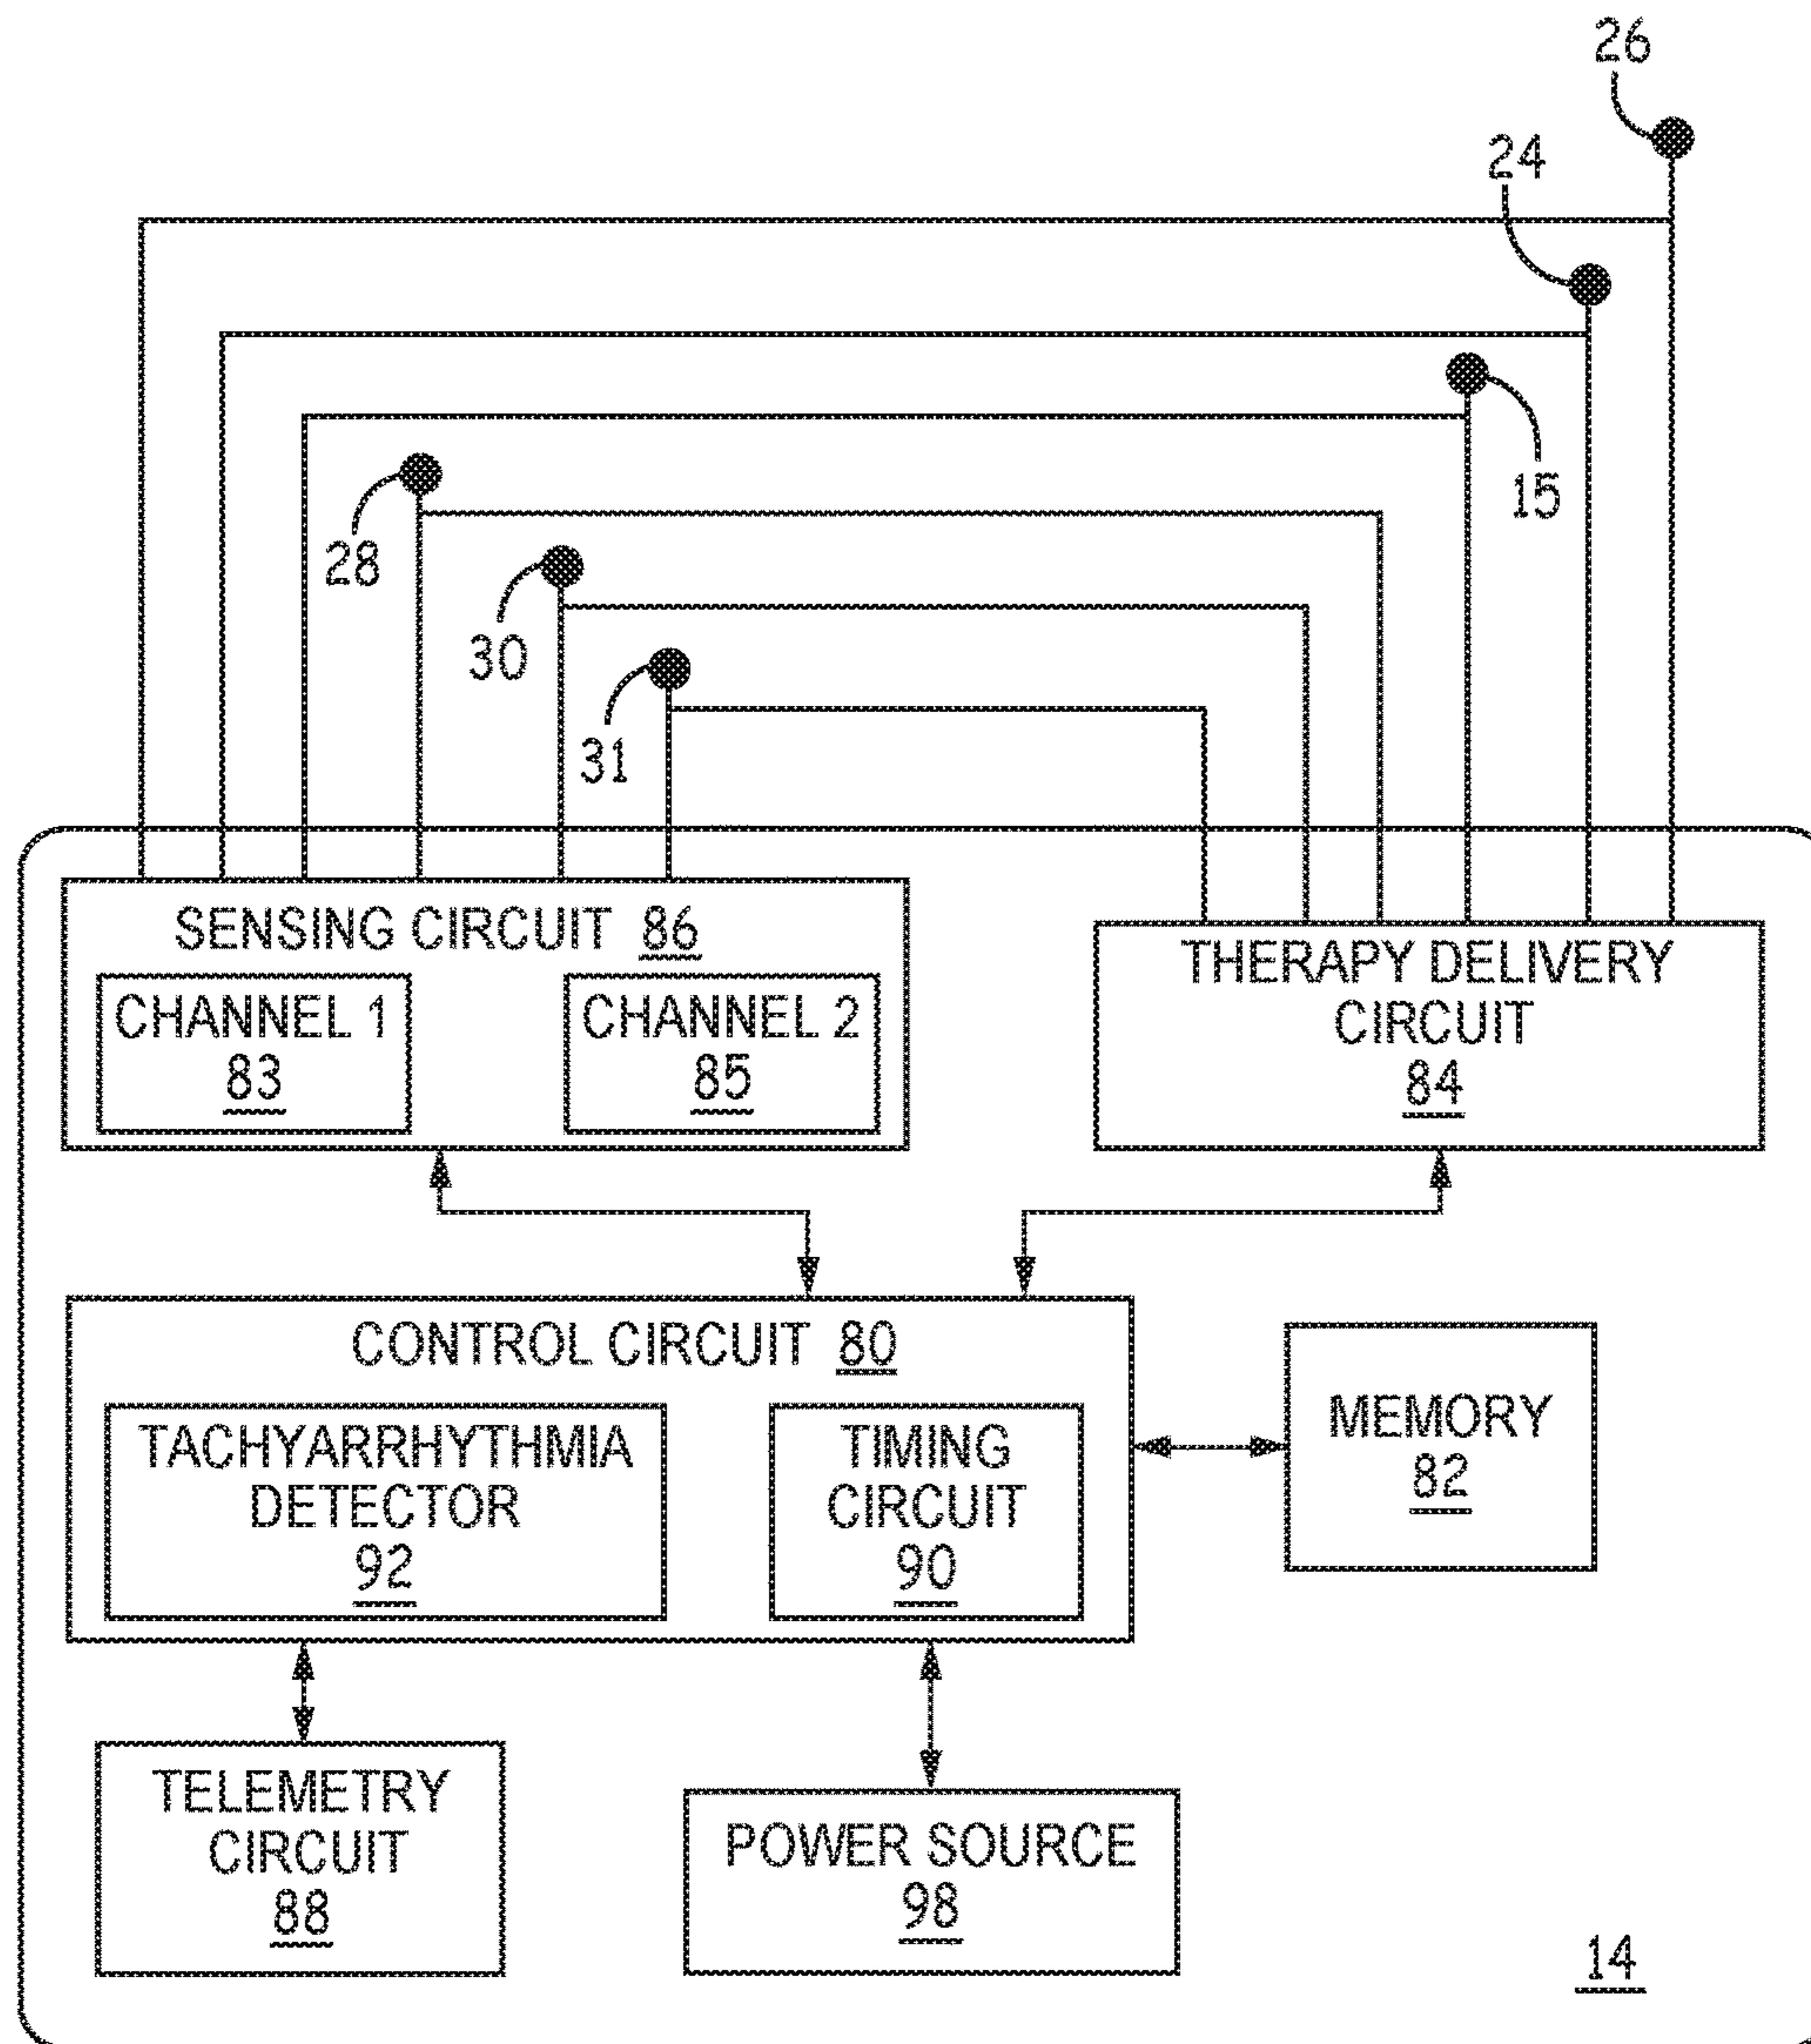 26
24
15
28
30
31
SENSING CIRCUIT 86
CHANNEL 1
83
CHANNEL 2
85
THERAPY DELIVERY
CIRCUIT
84
CONTROL CIRCUIT 80
TACHYARRHYTHMIA
DETECTOR
92
TIMING
CIRCUIT
90
MEMORY
82
TELEMETRY
CIRCUIT
88
POWER SOURCE
98
14